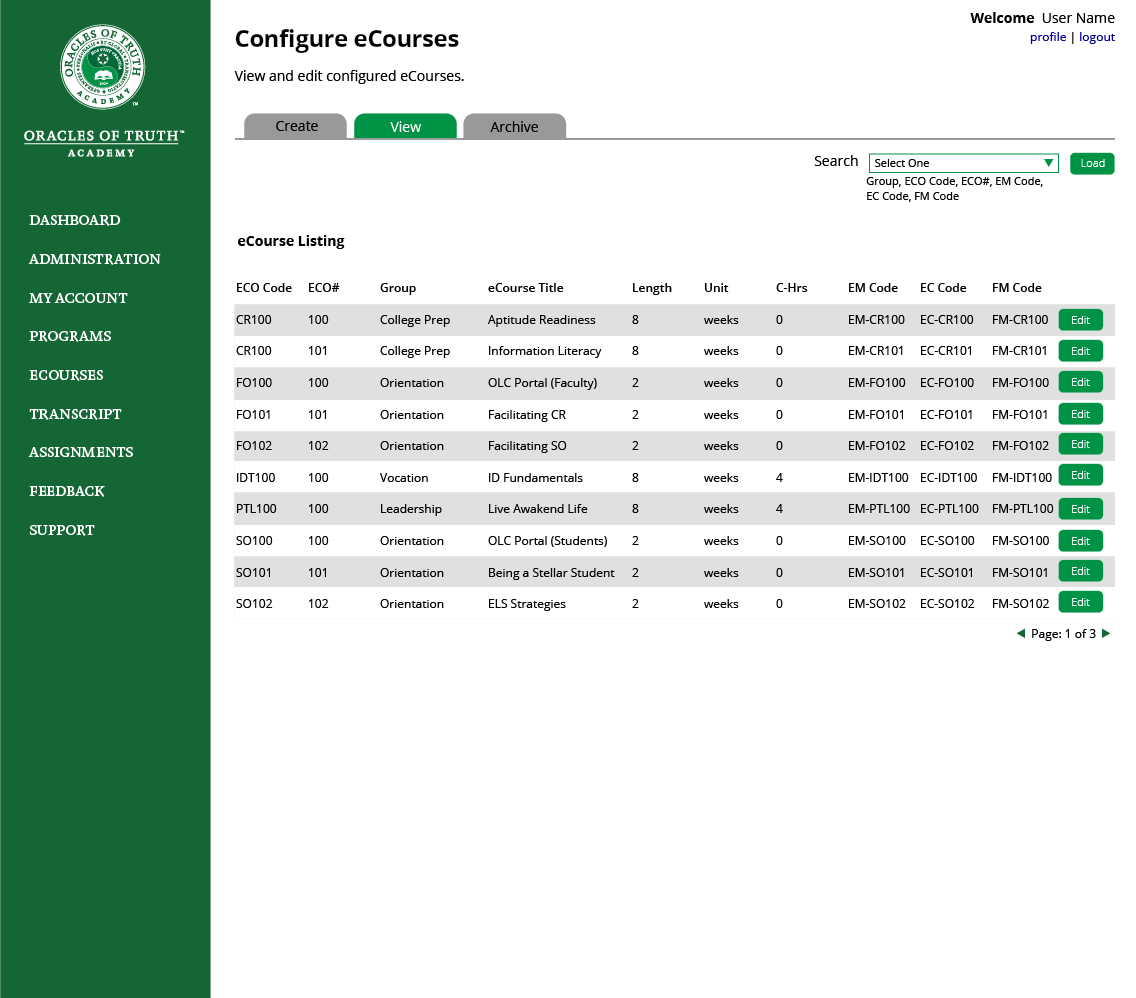 ORACLES OF TRUTH
ACADEMY
ORACLES OF TRUTH™
ACADEMY
DASHBOARD
ADMINISTRATION
MY ACCOUNT
PROGRAMS
ECOURSES
TRANSCRIPT
ASSIGNMENTS
FEEDBACK
SUPPORT
Welcome User Name
profile | logout
Configure eCourses
View and edit configured eCourses.
Create View Archive
Search Select One Load
Group, ECO Code, ECO#, EM Code,
EC Code, FM Code
eCourse Listing
ECO Code ECO# Group eCourse Title Length Unit C-Hrs EM Code EC Code FM Code
CR100 100 College Prep Aptitude Readiness 8 weeks 0 EM-CR100 EC-CR100 FM-CR100 Edit
CR100 101 College Prep Information Literacy 8 weeks 0 EM-CR101 EC-CR101 FM-CR101 Edit
FO100 100 Orientation OLC Portal (Faculty) 2 weeks 0 EM-FO100 EC-FO100 FM-FO100 Edit
FO101 101 Orientation Facilitating CR 2 weeks 0 EM-FO101 EC-FO101 FM-FO101 Edit
FO102 102 Orientation Facilitating SO 2 weeks 0 EM-FO102 EC-FO102 FM-FO102 Edit
IDT100 100 Vocation ID Fundamentals 8 weeks 4 EM-IDT100 EC-IDT100 FM-IDT100 Edit
PTL100 100 Leadership Live Awakend Life 8 weeks 4 EM-PTL100 EC-PTL100 FM-PTL100 Edit
SO100 100 Orientation OLC Portal (Students) 2 weeks 0 EM-SO100 EC-SO100 FM-SO100 Edit
SO101 101 Orientation Being a Stellar Student 2 weeks 0 EM-SO101 EC-SO101 FM-SO101 Edit
SO102 102 Orientation ELS Strategies 2 weeks 0 EM-SO102 EC-SO102 FM-SO102 Edit
Page: 1 of 3